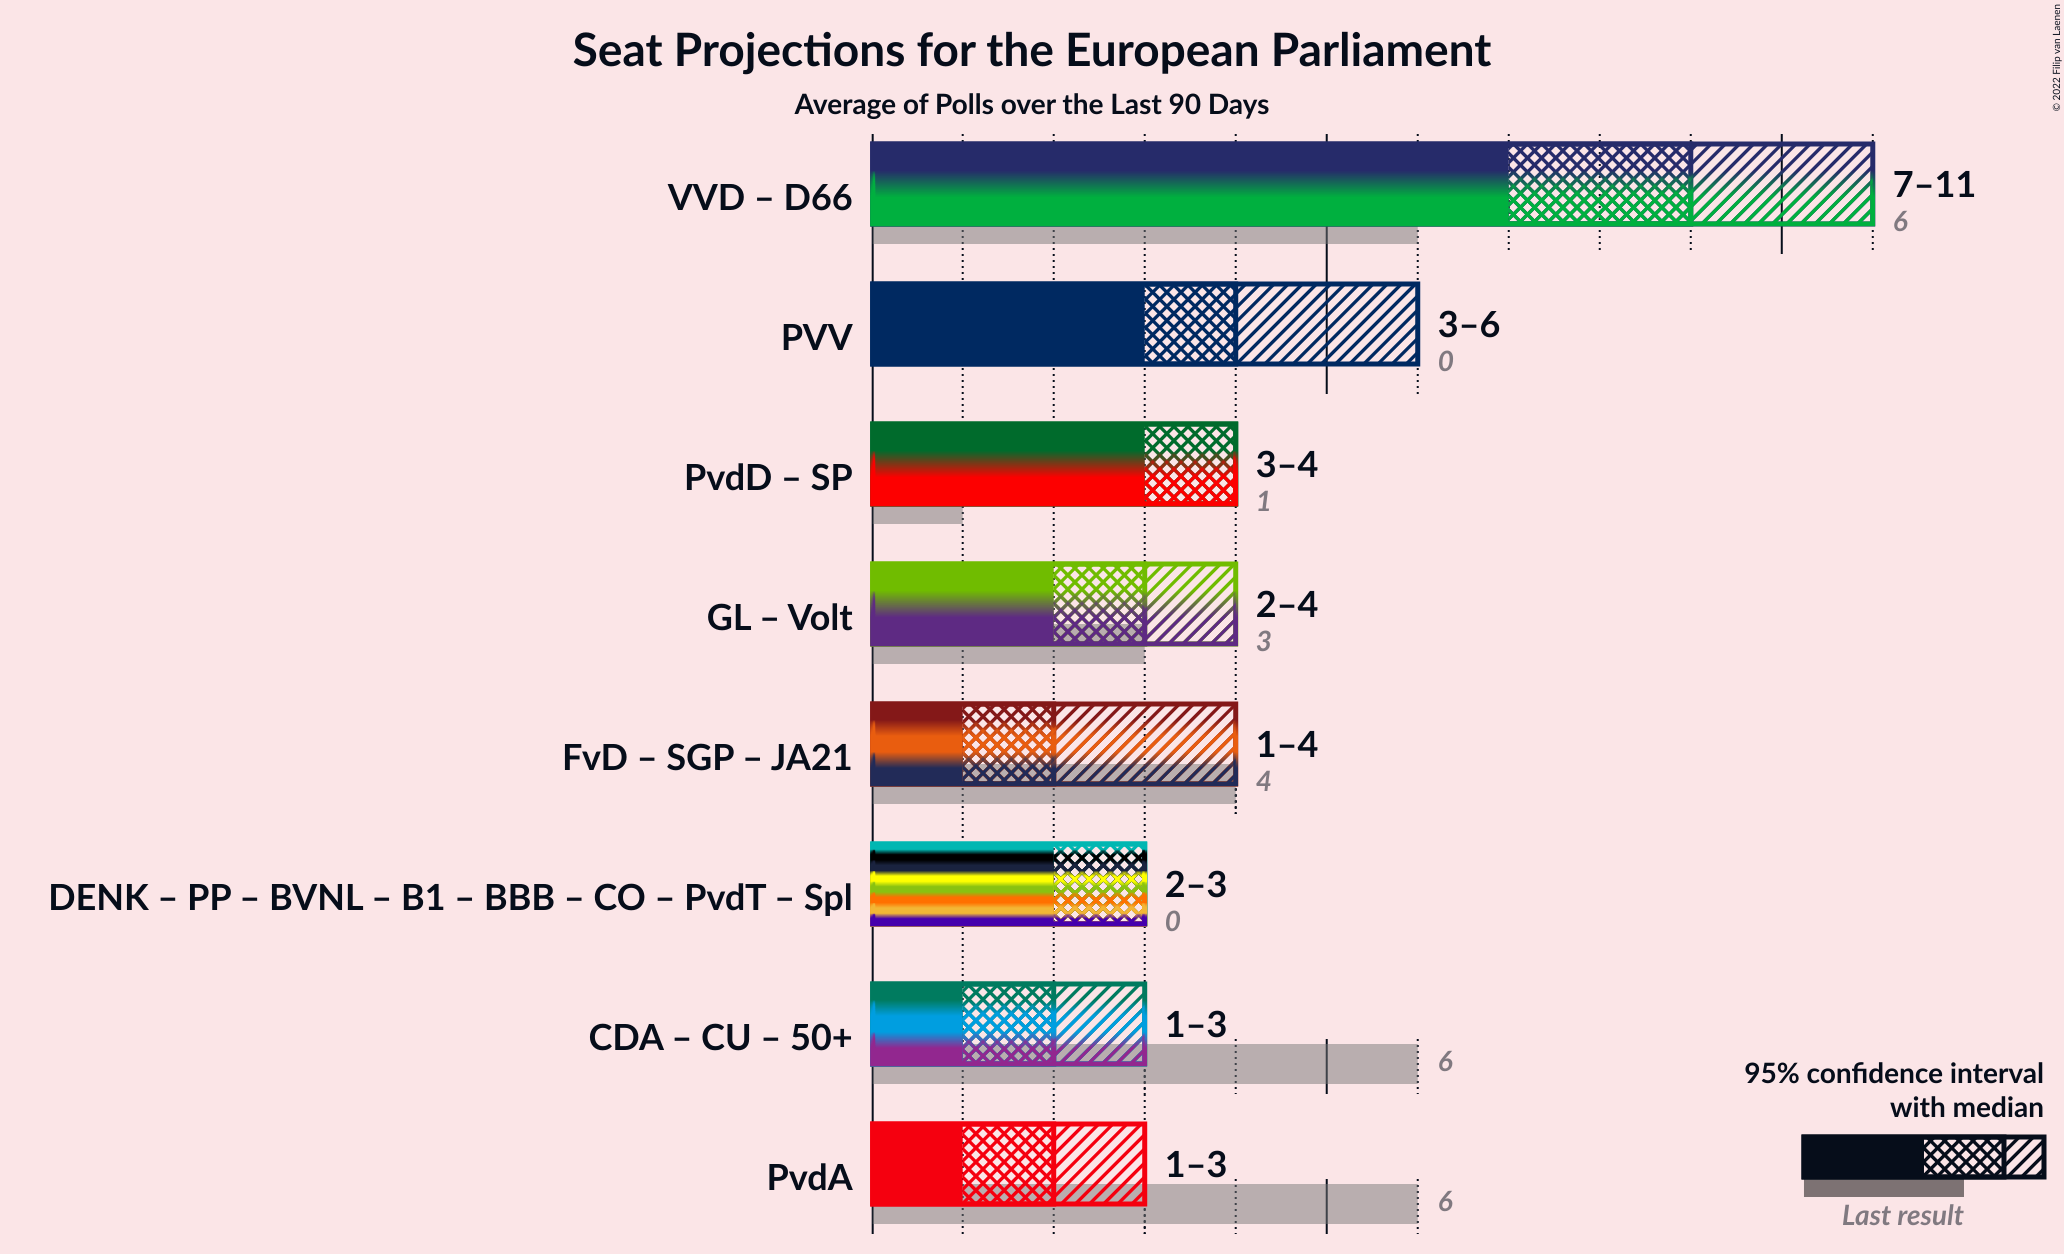 Seat Projections for the European Parliament
Average of Polls over the Last 90 Days
© 2022 Filip van Laenen
VVD – D66
7–11
6
PVV
3–6
0
PvdD – SP
3–4
1
GL – Volt
2–4
3
FvD – SGP – JA21
1–4
4
DENK – PP – BVNL – B1 – BBB – CO – PvdT – Spl
2–3
0
CDA – CU – 50+
1–3
6
PvdA
1–3
6
95% confidence interval
with median
Last result